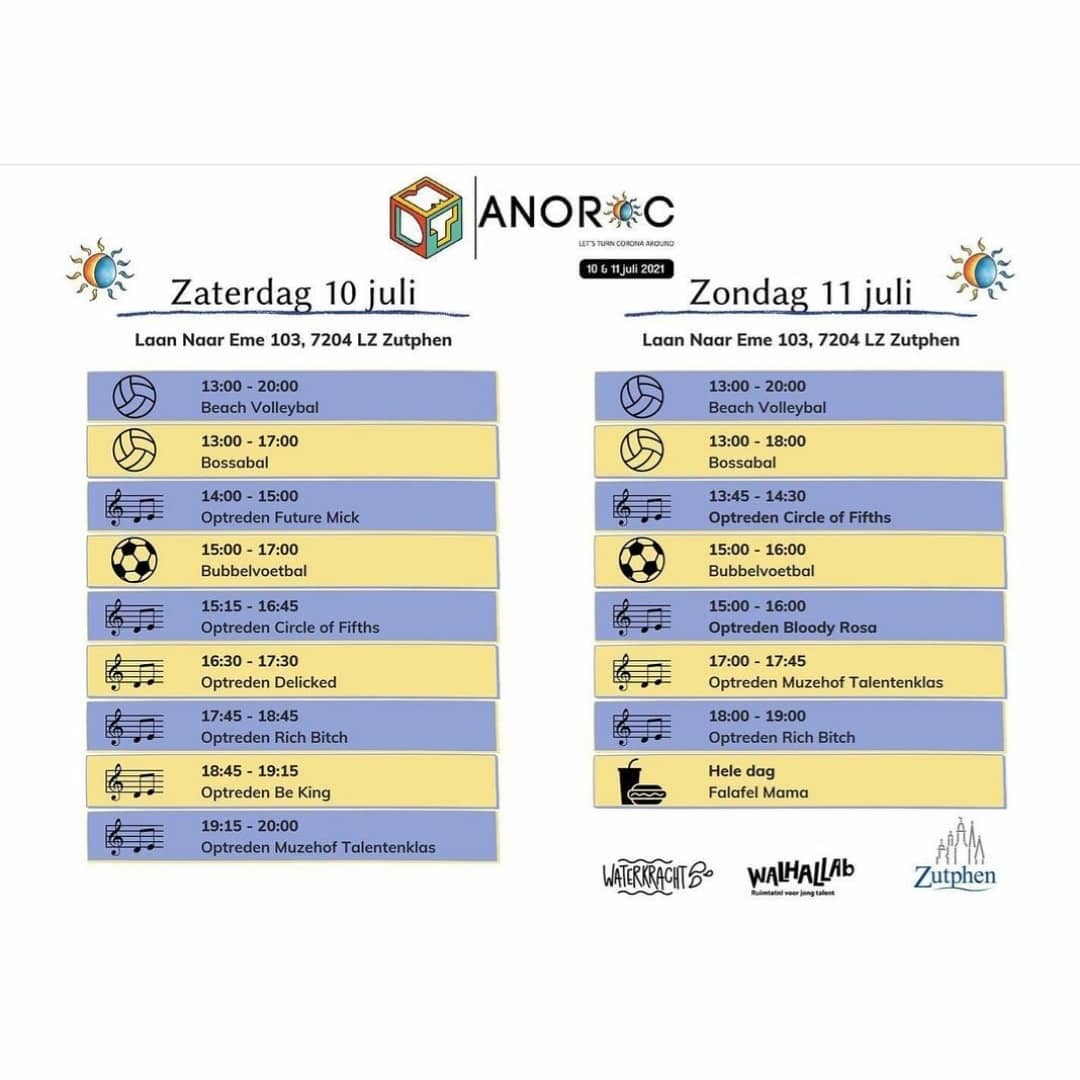 ANOROC
LET'S TURN CORONA AROUND
10 & 11 juli 2021
Zaterdag 10 juli
Laan Naar Eme 103, 7204 LZ Zutphen
13:00 - 20:00
Beach Volleybal
13:00 - 17:00
Bossabal
14:00 - 15:00
Optreden Future Mick
15:00 - 17:00
Bubbelvoetbal
15:15 - 16:45
Optreden Circle of Fifths
16:30 - 17:30
Optreden Delicked
17:45 - 18:45
Optreden Rich Bitch
18:45 - 19:15
Optreden Be King
19:15 - 20:00
Optreden Muzehof Talentenklas
Zondag 11 juli
Laan Naar Eme 103, 7204 LZ Zutphen
13:00 - 20:00
Beach Volleybal
13:00 - 18:00
Bossabal
13:45 - 14:30
Optreden Circle of Fifths
15:00 - 16:00
Bubbelvoetbal
15:00 - 16:00
Optreden Bloody Rosa
17:00 - 17:45
Optreden Muzehof Talentenklas
18:00 - 19:00
Optreden Rich Bitch
Hele dag
Falafel Mama
WATERKRACHT
WALHALLAb
Ruimtelat voor jong talent
Zutphen